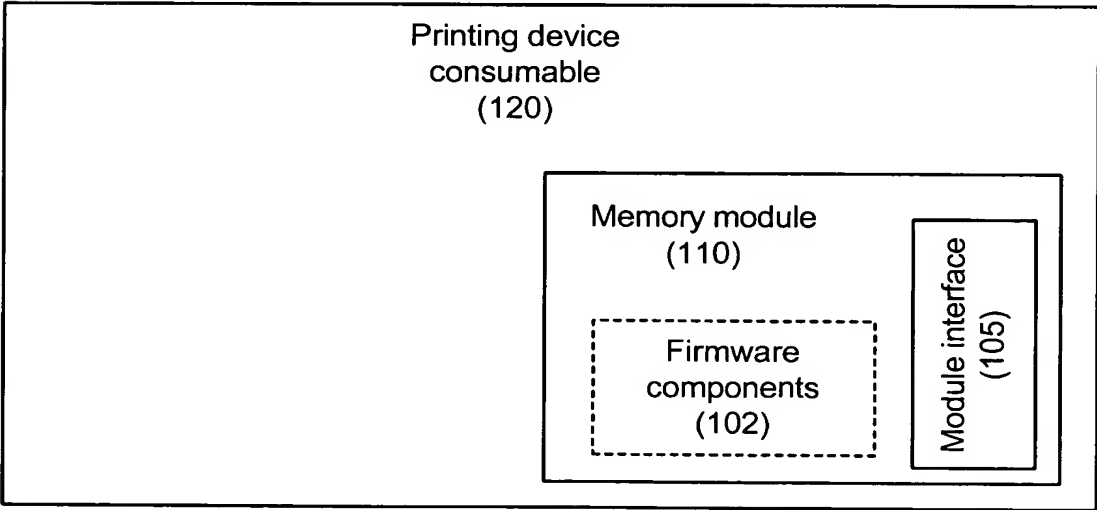 Printing device
consumable
(120)
Memory module
(110)
Firmware
components
(102)
Module interface
(105)